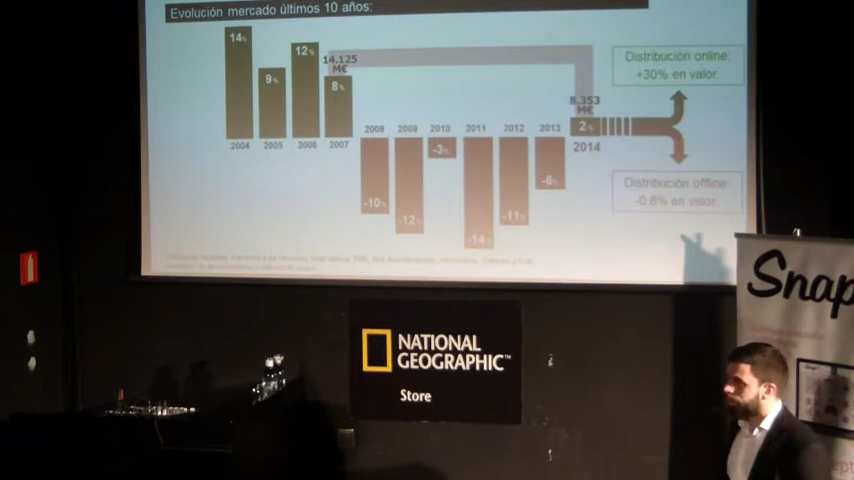 Evolución mercado últimos 10 años:
14%
9%
12%
14.125
M€
8%
2004
2005
2006
2007
2008
2009
2010
2011
2012
2013
-10%
-12%
-3%
-14%
-11%
-6%
8.353
M€
2%
2014
Distribución online:
+30% en valor.
Distribución offline:
-0,8% en valor.
NATIONAL
GEOGRAPHIC™
Store
Snap